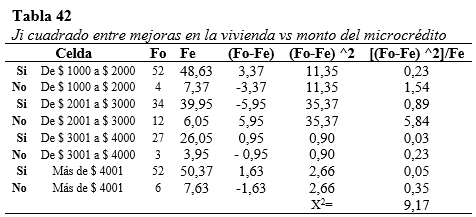 Tabla 42
Ji cuadrado entre mejoras en la vivienda vs monto del microcrédito
Celda Fo Fe (Fo-Fe) (Fo-Fe) ^2 [(Fo-Fe) ^2]/Fe
Si De $ 1000 a $ 2000 52 48,63 3,37 11,35 0,23
No De $ 1000 a $ 2000 4 7,37 -3,37 11,35 1,54
Si De $ 2001 a $ 3000 34 39,95 -5,95 35,37 0,89
No De $ 2001 a $ 3000 12 6,05 5,95 35,37 5,84
Si De $ 3001 a $ 4000 27 26,05 0,95 0,90 0,03
No De $ 3001 a $ 4000 3 3,95 - 0,95 0,90 0,23
Si Más de $ 4001 52 50,37 1,63 2,66 0,05
No Más de $ 4001 6 7,63 -1,63 2,66 0,35
X²= 9,17